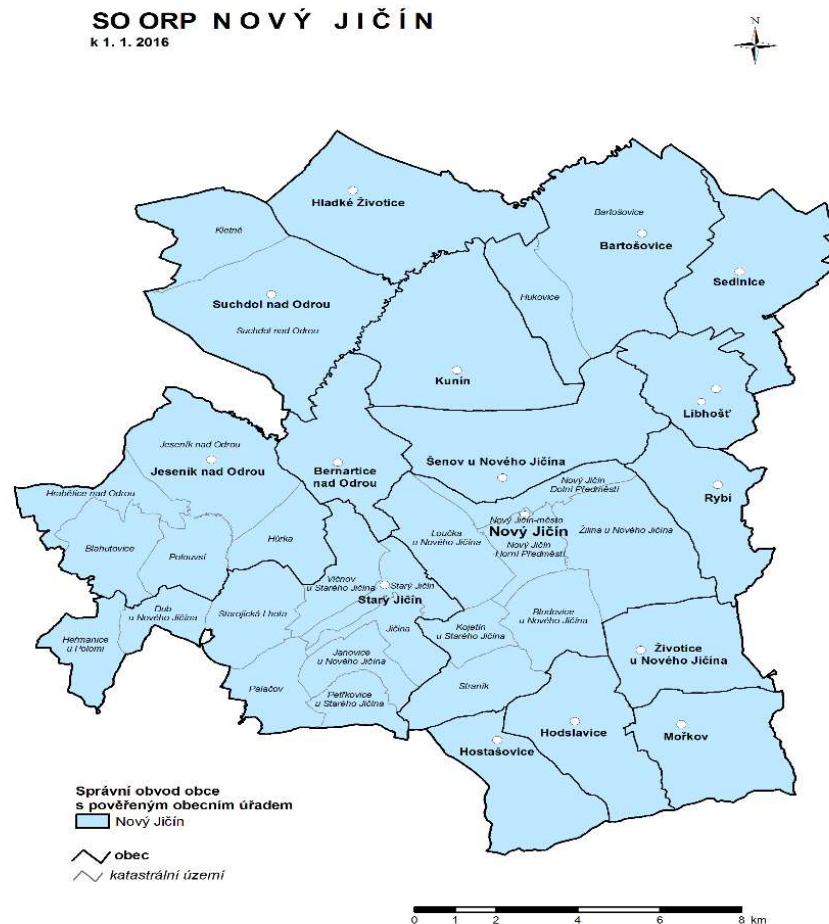 SO ORP NOVÝ JIČÍN
k 1. 1. 2016
Hladké Životice
Kletné
Bartošovice
Bartošovice
Sedlnice
Suchdol nad Odrou
Suchdol nad Odrou
Hukovice
Kunín
Libhošť
Jeseník nad Odrou
Jeseník nad Odrou
Bernartice
nad Odrou
Šenov u Nového Jičína
Nový Jičín
Dolní Předměstí
Rybí
Hrabětice nad Odrou
Nový Jičín-město
Nový Jičín
Nový Jičín
Horní Předměstí
Loučka
u Nového Jičína
Žilina u Nového Jičína
Blahutovice
Polouvsí
Hůrka
Vlčnov
u Starého Jičína
Starý Jičín
Starý Jičín
Dub
u Nového Jičína
Starojická Lhota
Jičina
Kojetín
u Starého Jičína
Bludovice
u Nového Jičína
Heřmanice
u Polomi
Janovice
u Nového Jičína
Životice
u Nového Jičína
Palačov
Petřkovice
u Starého Jičína
Straník
Hostašovice
Hodslavice
Mořkov
Správní obvod obce
s pověřeným obecním úřadem
Nový Jičín
obec
katastrální území
0 1 2 4 6 8 km